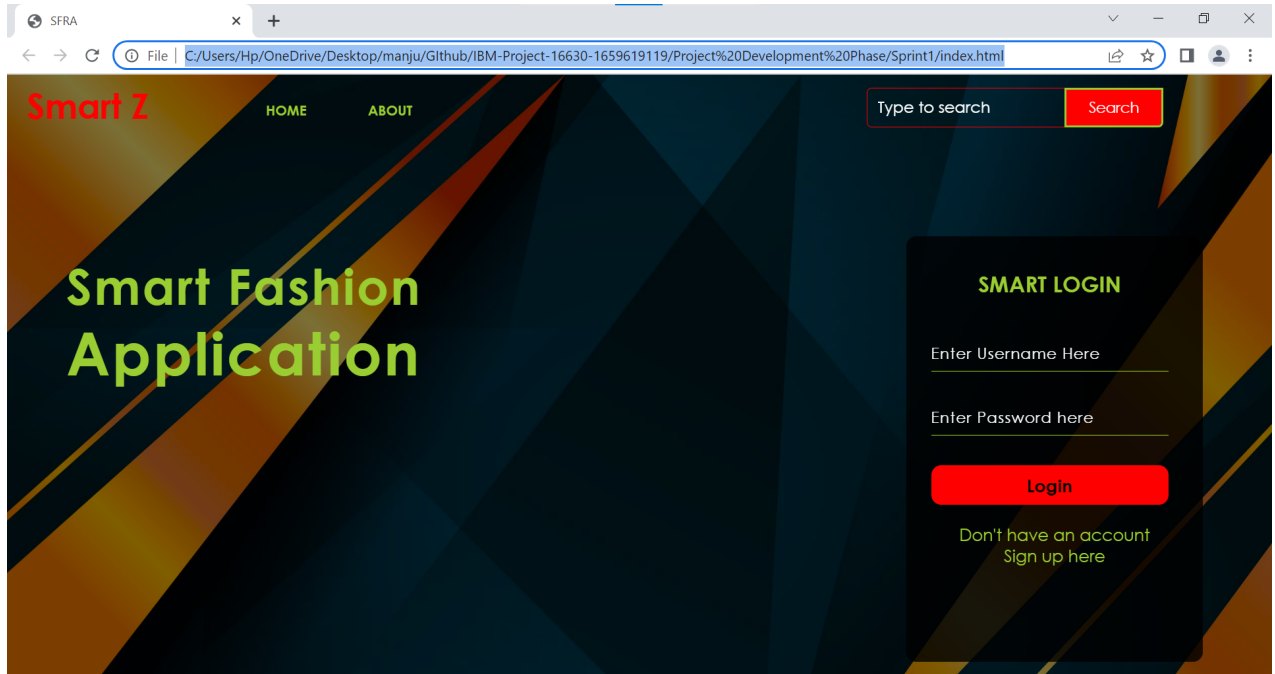 SFRA
File | C:/Users/Hp/OneDrive/Desktop/manju/GIthub/IBM-Project-16630-1659619119/Project%20Development%20Phase/Sprint1/index.html
Smart Z HOME ABOUT Type to search Search
Smart Fashion
Application
SMART LOGIN
Enter Username Here
Enter Password here
Login
Don't have an account
Sign up here